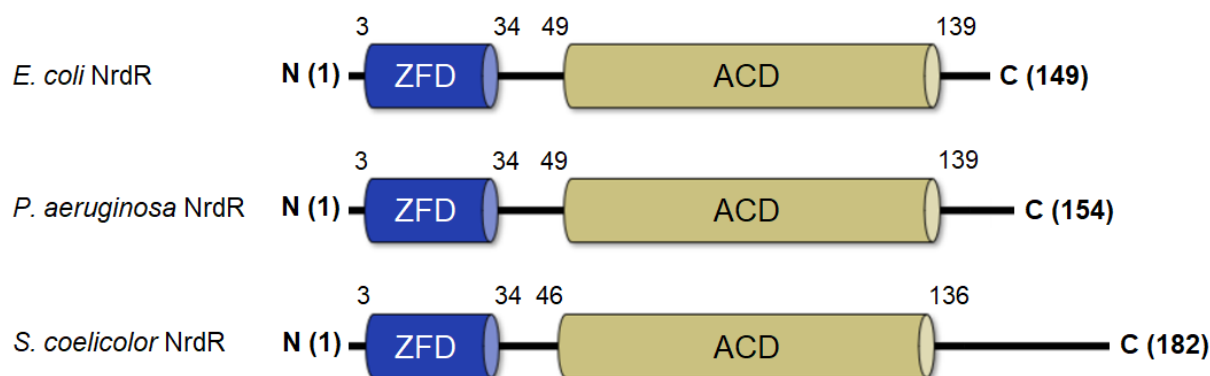 3 34 49 139
E. coli NrdR N (1) ZFD ACD C (149)
3 34 49 139
P. aeruginosa NrdR N (1) ZFD ACD C (154)
3 34 46 136
S. coelicolor NrdR N (1) ZFD ACD C (182)